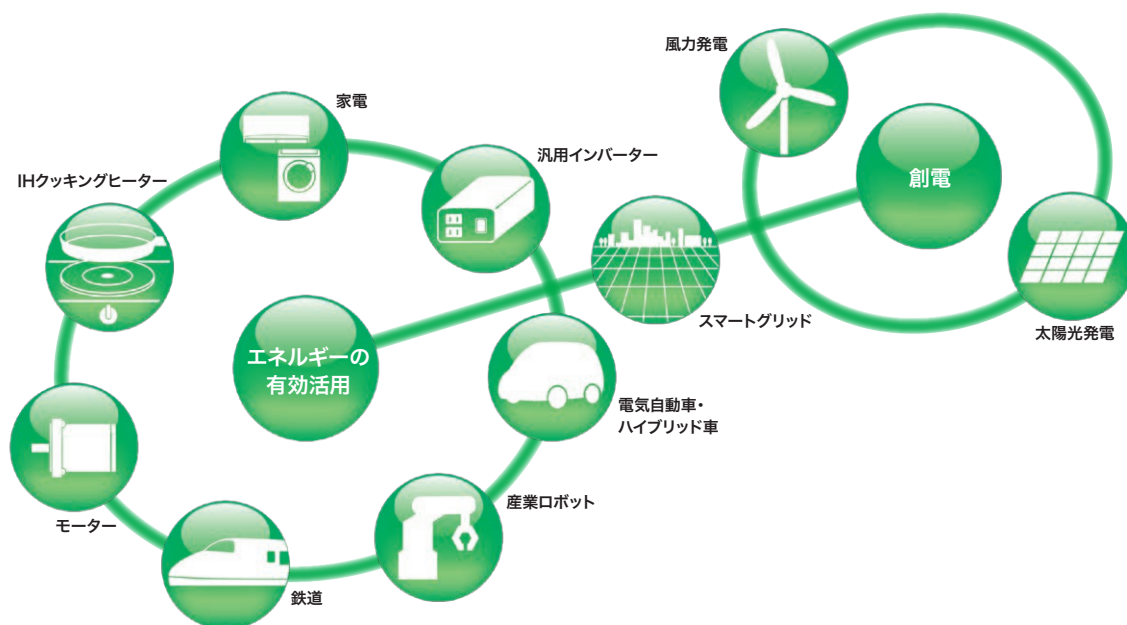 風力発電
家電
汎用インバーター
創電
IHクッキングヒーター
スマートグリッド
太陽光発電
エネルギーの
有効活用
電気自動車・
ハイブリッド車
産業ロボット
モーター
鉄道